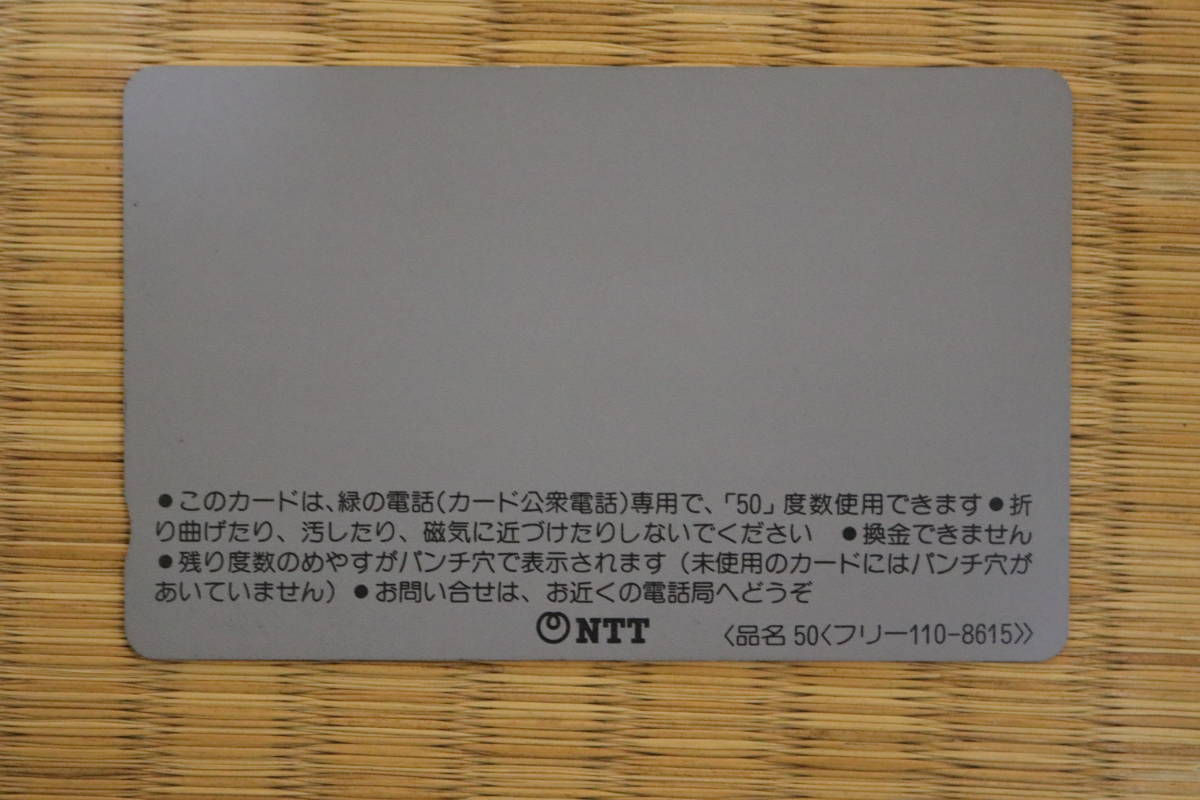 ●このカードは、緑の電話(カード公衆電話)専用で、「50」度数使用できます●折
り曲げたり、汚したり、磁気に近づけたりしないでください ●換金できません
●残り度数のめやすがパンチ穴で表示されます(未使用のカードにはパンチ穴が
あいていません)●お問い合せは、お近くの電話局へどうぞ
NTT 〈品名 50〈フリー110-8615〉〉